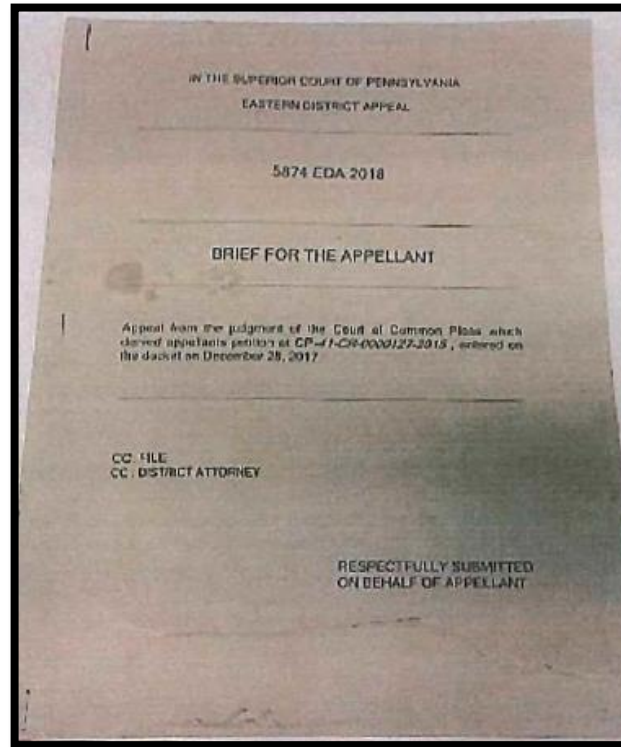 IN THE SUPERIOR COURT OF PENNSYLVANIA
EASTERN DISTRICT APPEAL
5874 EDA 2018
BRIEF FOR THE APPELLANT
Appeal from the judgment of the Court of Common Pleas which
denied appellants petition at CP-41-CR-0000127-2015 , entered on
the docket on December 28, 2017
CC. FILE
CC. DISTRICT ATTORNEY
RESPECTFULLY SUBMITTED
ON BEHALF OF APPELLANT